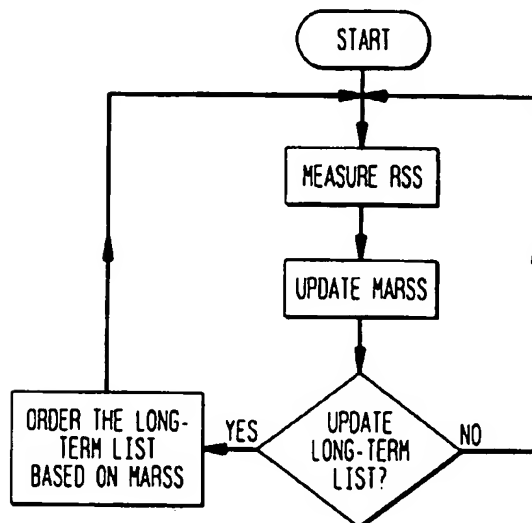 START
MEASURE RSS
UPDATE MARSS
UPDATE
LONG-TERM
LIST?
YES
NO
ORDER THE LONG-
TERM LIST
BASED ON MARSS